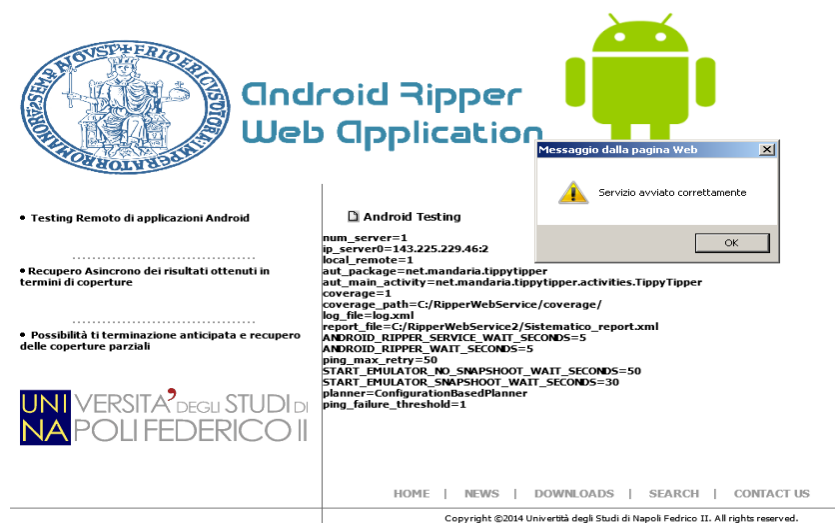 Android Ripper
Web Application
Messaggio dalla pagina Web
Servizio avviato correttamente
OK
• Testing Remoto di applicazioni Android
• Recupero Asincrono dei risultati ottenuti in
termini di coperture
• Possibilità ti terminazione anticipata e recupero
delle coperture parziali
UNIVERSITA' DEGLI STUDI DI
NAPOLI FEDERICO II
Android Testing
num_server=1
ip_server0=143.225.229.46:2
local_remote=1
aut_package=net.mandaria.tippytipper
aut_main_activity=net.mandaria.tippytipper.activities.TippyTipper
coverage=1
coverage_path=C:/RipperWebService/coverage/
log_file=log.xml
report_file=C:/RipperWebService2/Sistematico_report.xml
ANDROID_RIPPER_SERVICE_WAIT_SECONDS=5
ANDROID_RIPPER_WAIT_SECONDS=5
ping_max_retry=50
START_EMULATOR_NO_SNAPSHOOT_WAIT_SECONDS=50
START_EMULATOR_SNAPSHOOT_WAIT_SECONDS=30
planner=ConfigurationBasedPlanner
ping_failure_threshold=1
HOME | NEWS | DOWNLOADS | SEARCH | CONTACT US
Copyright ©2014 Univertità degli Studi di Napoli Fedrico II. All rights reserved.